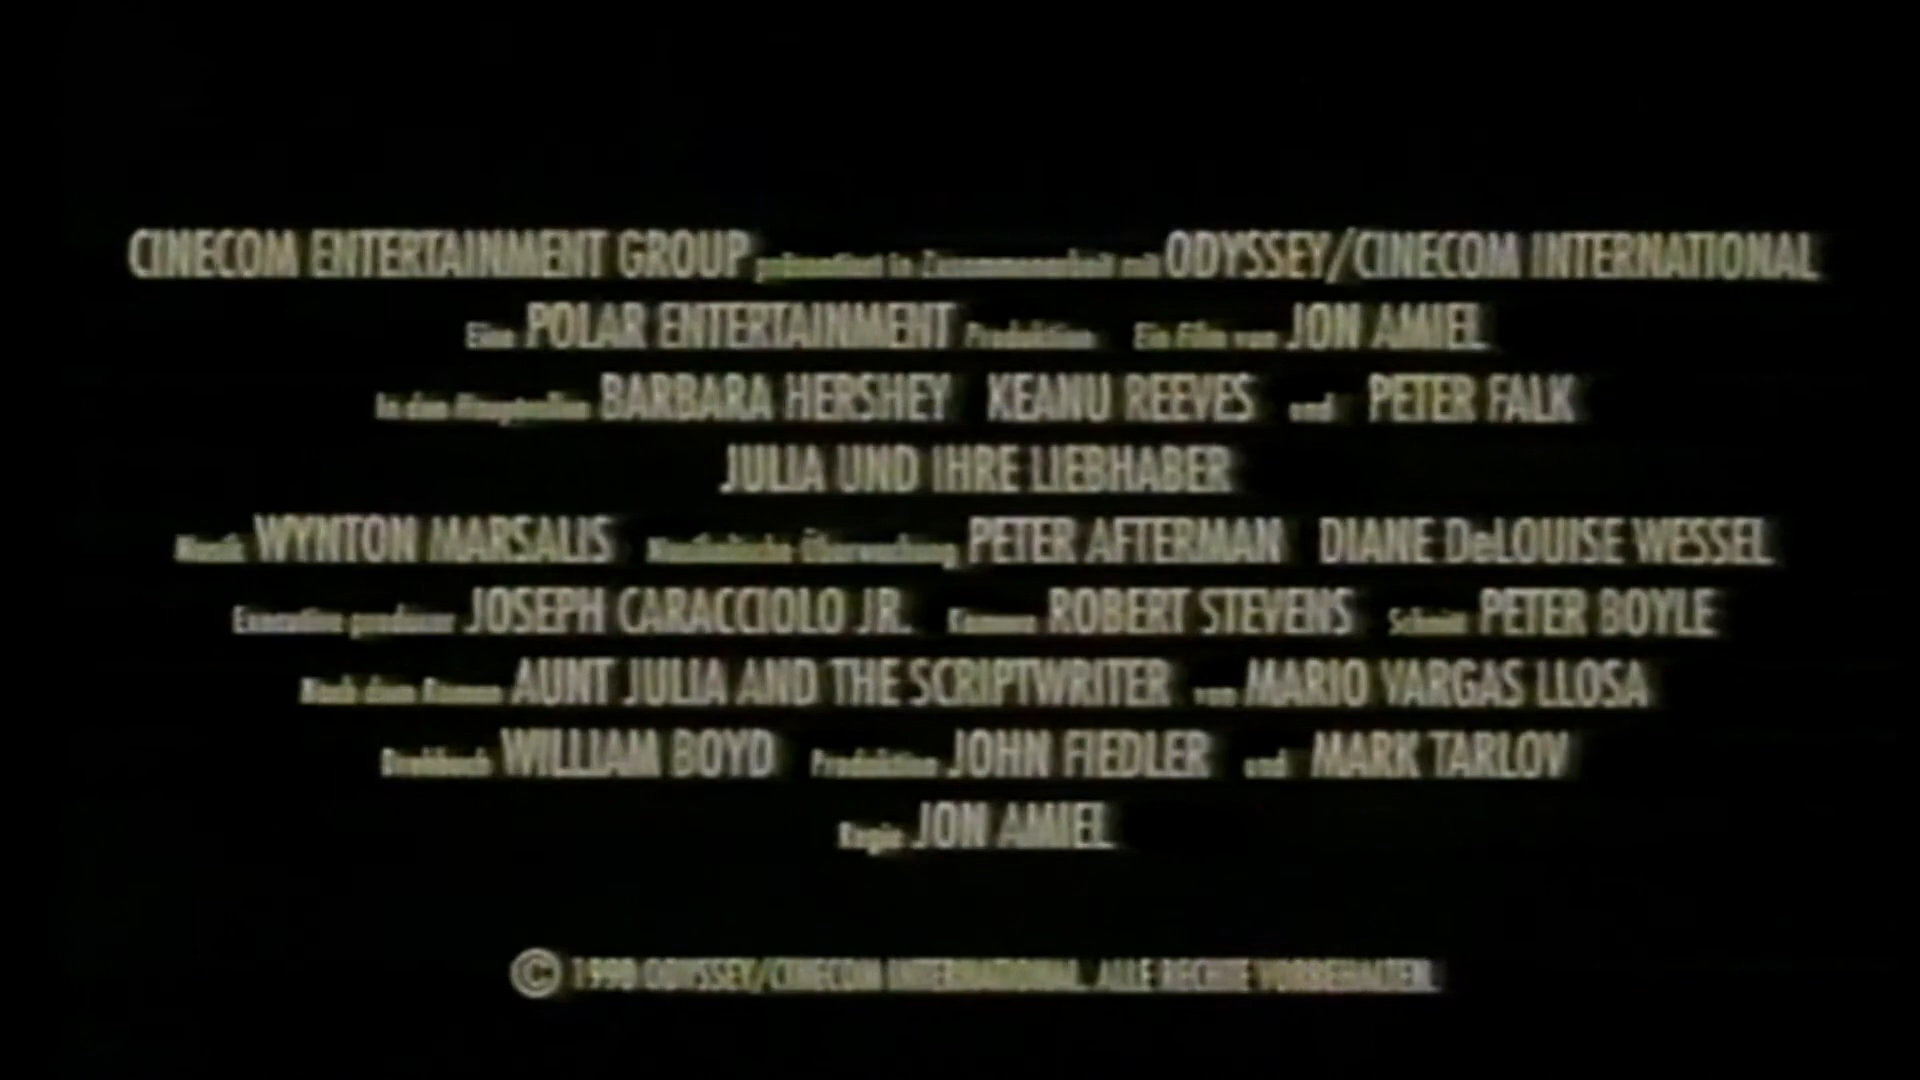 CINECOM ENTERTAINMENT GROUP präsentiert in Zusammenarbeit mit ODYSSEY/CINECOM INTERNATIONAL
Eine POLAR ENTERTAINMENT Produktion Ein Film von JON AMIEL
In den Hauptrollen BARBARA HERSHEY KEANU REEVES und PETER FALK
JULIA UND IHRE LIEBHABER
Musik WYNTON MARSALIS Musikalische Überwachung PETER AFTERMAN DIANE DeLOUISE WESSEL
Executive producer JOSEPH CARACCIOLO JR. Kamera ROBERT STEVENS Schnitt PETER BOYLE
Nach dem Roman AUNT JULIA AND THE SCRIPTWRITER von MARIO VARGAS LLOSA
Drehbuch WILLIAM BOYD Produktion JOHN FIEDLER und MARK TARLOV
Regie JON AMIEL
© 1990 ODYSSEY/CINECOM INTERNATIONAL. ALLE RECHTE VORBEHALTEN.